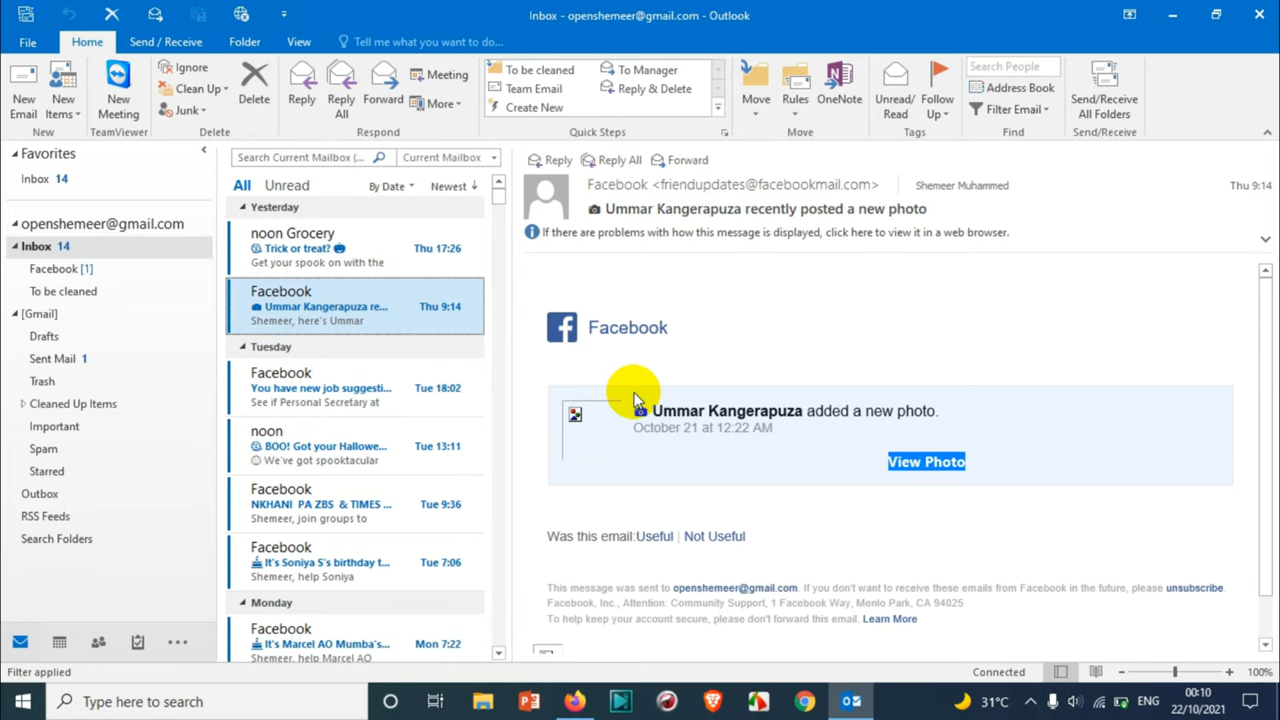 Inbox - openshemeer@gmail.com - Outlook
File
Home
Send / Receive
Folder
View
Tell me what you want to do...
New
Email
New
Items
New
New
Meeting
TeamViewer
Ignore
Clean Up
Junk
Delete
Delete
Reply
Reply
All
Forward
Meeting
More
Respond
To be cleaned
Team Email
Create New
To Manager
Reply & Delete
Quick Steps
Move
Rules
OneNote
Move
Unread/
Read
Follow
Up
Tags
Search People
Address Book
Filter Email
Find
Send/Receive
All Folders
Send/Receive
Favorites
Inbox 14
openshemeer@gmail.com
Inbox 14
Facebook [1]
To be cleaned
[Gmail]
Drafts
Sent Mail 1
Trash
Cleaned Up Items
Important
Spam
Starred
Outbox
RSS Feeds
Search Folders
Search Current Mailbox (...
Current Mailbox
All
Unread
By Date
Newest
Yesterday
noon Grocery
Trick or treat? Thu 17:26
Get your spook on with the
Facebook
Ummar Kangerapuza re... Thu 9:14
Shemeer, here's Ummar
Tuesday
Facebook
You have new job suggesti... Tue 18:02
See if Personal Secretary at
noon
BOO! Got your Hallowe... Tue 13:11
We've got spooktacular
Facebook
NKHANI PA ZBS & TIMES ... Tue 9:36
Shemeer, join groups to
Facebook
It's Soniya S's birthday t... Tue 7:06
Shemeer, help Soniya
Monday
Facebook
It's Marcel AO Mumba's... Mon 7:22
Shemeer, help Marcel AO
Reply
Reply All
Forward
Facebook <friendupdates@facebookmail.com>
Shemeer Muhammed
Thu 9:14
Ummar Kangerapuza recently posted a new photo
If there are problems with how this message is displayed, click here to view it in a web browser.
Facebook
Ummar Kangerapuza added a new photo.
October 21 at 12:22 AM
View Photo
Was this email:Useful | Not Useful
This message was sent to openshemeer@gmail.com. If you don't want to receive these emails from Facebook in the future, please unsubscribe.
Facebook, Inc., Attention: Community Support, 1 Facebook Way, Menlo Park, CA 94025
To help keep your account secure, please don't forward this email. Learn More
Filter applied
Connected
100%
Type here to search
31°C
ENG
00:10
22/10/2021